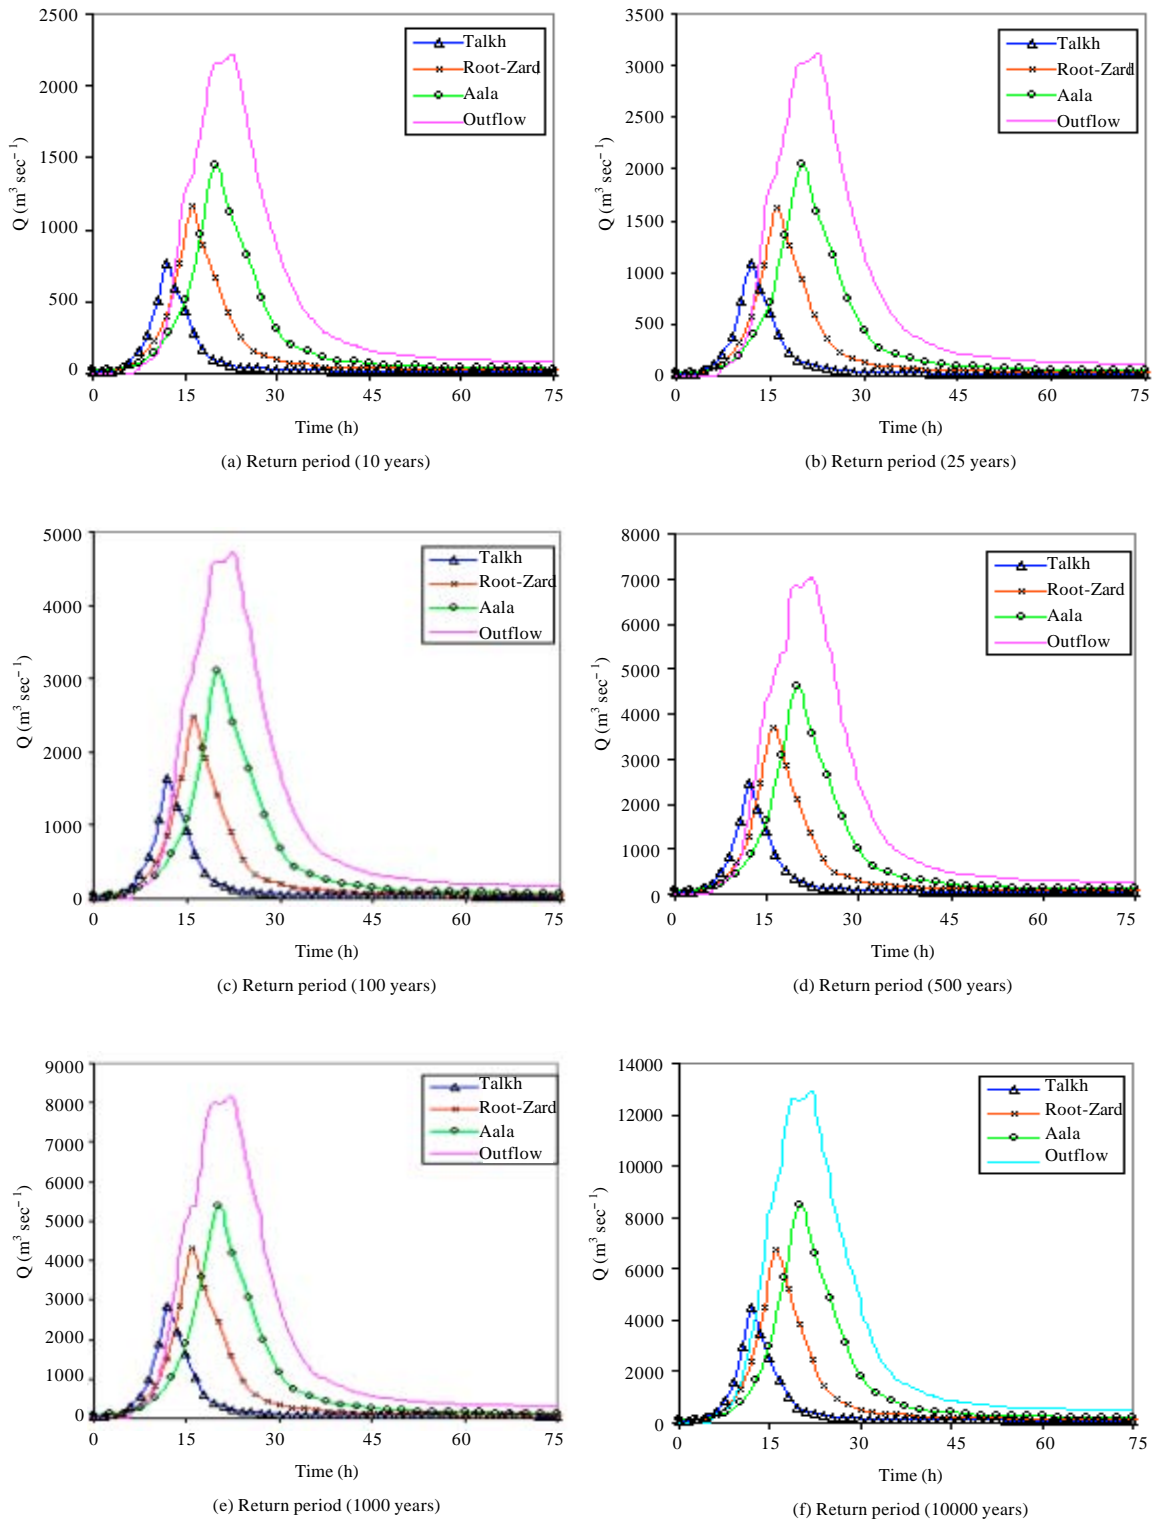 2500
2000
1500
1000
500
0
Q (m³ sec⁻¹)
0 15 30 45 60 75
Time (h)
Talkh
Root-Zard
Aala
Outflow
(a) Return period (10 years)
3500
3000
2500
2000
1500
1000
500
0
Q (m³ sec⁻¹)
0 15 30 45 60 75
Time (h)
Talkh
Root-Zard
Aala
Outflow
(b) Return period (25 years)
5000
4000
3000
2000
1000
0
Q (m³ sec⁻¹)
0 15 30 45 60 75
Time (h)
Talkh
Root-Zard
Aala
Outflow
(c) Return period (100 years)
8000
7000
6000
5000
4000
3000
2000
1000
0
Q (m³ sec⁻¹)
0 15 30 45 60 75
Time (h)
Talkh
Root-Zard
Aala
Outflow
(d) Return period (500 years)
9000
8000
7000
6000
5000
4000
3000
2000
1000
0
Q (m³ sec⁻¹)
0 15 30 45 60 75
Time (h)
Talkh
Root-Zard
Aala
Outflow
(e) Return period (1000 years)
14000
12000
10000
8000
6000
4000
2000
0
Q (m³ sec⁻¹)
0 15 30 45 60 75
Time (h)
Talkh
Root-Zard
Aala
Outflow
(f) Return period (10000 years)